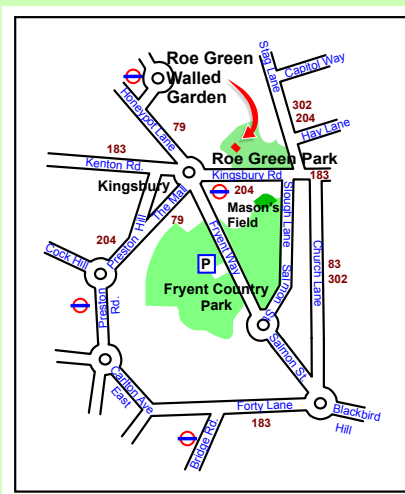 Roe Green
Walled
Garden
Stag Lane
Capitol Way
Honeypot Lane
302
204
Hay Lane
79
183
Kenton Rd.
Roe Green Park
Kingsbury Rd
183
Kingsbury
204
Mason's
Field
The Mall
Preston Hill
79
Slough Lane
Fryent Way
204
Cock Hill
P
Church Lane
83
302
Fryent Country
Park
Salmon St.
Preston
Rd.
Salmon St.
Carlton Ave
East
Forty Lane
Blackbird
Hill
183
Bridge Rd.